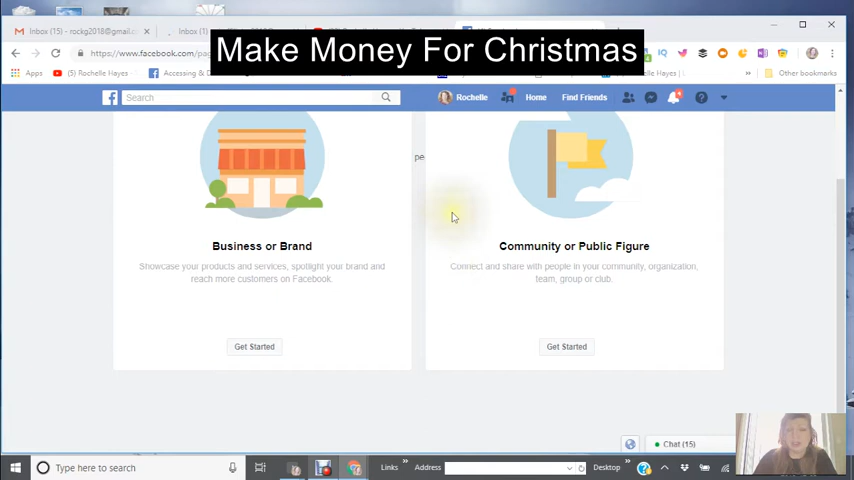 Inbox (15) - rockg2018@gmail.co
Inbox (15)
https://www.facebook.com/pa
Make Money For Christmas
Apps
(5) Rochelle Hayes
Accessing & D
Other bookmarks
Search
Rochelle
Home
Find Friends
pe
Business or Brand
Community or Public Figure
Showcase your products and services, spotlight your brand and
reach more customers on Facebook.
Connect and share with people in your community, organization,
team, group or club.
Get Started
Get Started
Chat (15)
Type here to search
Links
Address
Desktop